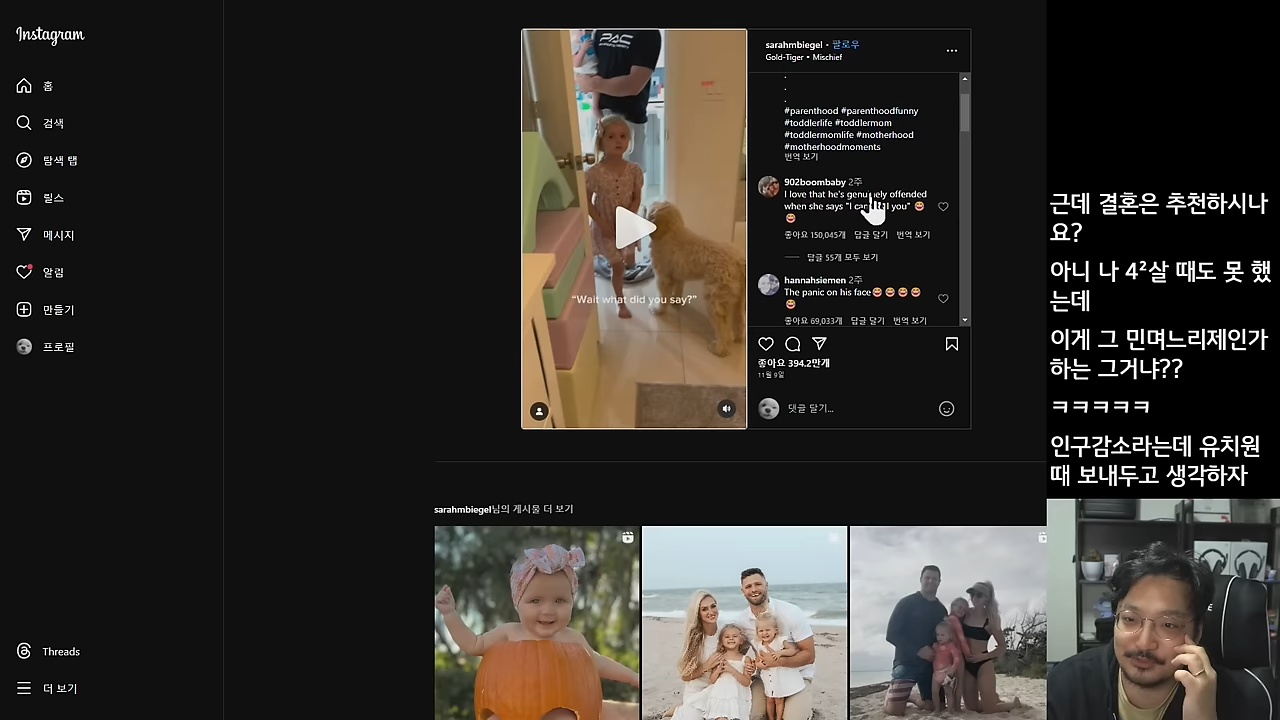 Instagram
홈
검색
탐색 탭
릴스
메시지
알림
만들기
프로필
Threads
더 보기
PAC
"Wait what did you say?"
sarahmbiegel • 팔로우
Gold-Tiger • Mischief
.
.
.
#parenthood #parenthoodfunny
#toddlerlife #toddlermom
#toddlermomlife #motherhood
#motherhoodmoments
번역 보기
902boombaby 2주
I love that he's genuinely offended
when she says "I can you" 😂
😂
좋아요 150,045개 답글 달기 번역 보기
답글 55개 모두 보기
hannahsiemen 2주
The panic on his face😂😂😂😂
😂
좋아요 69,033개 답글 달기 번역 보기
좋아요 394.2만개
11월 9일
댓글 달기...
sarahmbiegel님의 게시물 더 보기
근데 결혼은 추천하시나
요?
아니 나 4²살 때도 못 했
는데
이게 그 민며느리제인가
하는 그거냐??
ㅋㅋㅋㅋㅋ
인구감소라는데 유치원
때 보내두고 생각하자